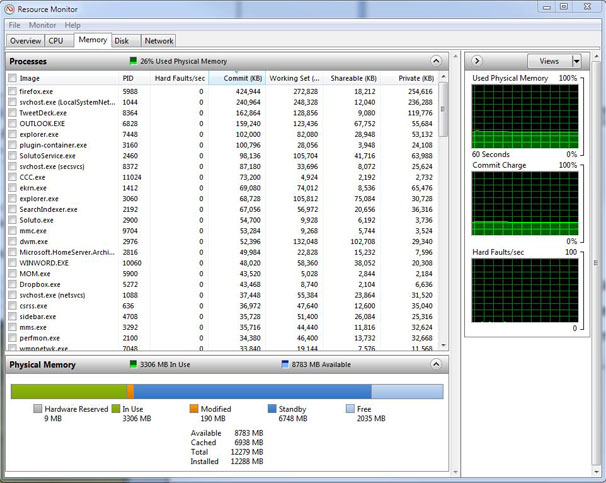 Resource Monitor
File Monitor Help
Overview CPU Memory Disk Network
Processes 26% Used Physical Memory
Image PID Hard Faults/sec Commit (KB) Working Set (... Shareable (KB) Private (KB)
firefox.exe 5988 0 424,944 272,828 18,212 254,616
svchost.exe (LocalSystemNet... 1044 0 240,964 248,328 12,040 236,288
TweetDeck.exe 8364 0 162,864 128,856 9,080 119,776
OUTLOOK.EXE 6828 0 159,240 123,436 67,752 55,684
explorer.exe 7448 0 102,000 82,080 28,948 53,132
plugin-container.exe 3160 0 100,796 28,056 3,948 24,108
SolutoService.exe 2460 0 98,136 105,704 41,716 63,988
svchost.exe (secsvcs) 8372 0 87,180 33,696 8,072 25,624
CCC.exe 11024 0 73,200 4,924 2,192 2,732
ekrn.exe 1412 0 69,080 74,012 8,536 65,476
explorer.exe 3060 0 68,728 105,812 75,084 30,728
SearchIndexer.exe 2192 0 67,056 56,972 20,656 36,316
Soluto.exe 2900 0 54,700 9,928 6,192 3,736
mmc.exe 9704 0 53,284 9,268 5,744 3,524
dwm.exe 2976 0 52,396 132,048 102,708 29,340
Microsoft.HomeServer.Archi... 2816 0 49,984 22,828 15,232 7,596
WINWORD.EXE 10060 0 48,020 58,360 38,052 20,308
MOM.exe 5900 0 43,520 5,028 2,844 2,184
Dropbox.exe 5272 0 43,468 8,740 2,104 6,636
svchost.exe (netsvcs) 1088 0 37,448 55,384 23,864 31,520
csrss.exe 636 0 36,972 47,640 12,600 35,040
sidebar.exe 4708 0 35,728 51,400 26,084 25,316
mms.exe 3292 0 35,716 44,440 11,816 32,624
perfmon.exe 2100 0 34,380 46,400 13,732 32,668
wmpnetwk.exe 7048 0 33,840 19,144 7,576 11,568
Physical Memory 3306 MB In Use 8783 MB Available
Hardware Reserved In Use Modified Standby Free
9 MB 3306 MB 190 MB 6748 MB 2035 MB
Available 8783 MB
Cached 6938 MB
Total 12279 MB
Installed 12288 MB
Views
Used Physical Memory 100%
60 Seconds 0%
Commit Charge 100%
0%
Hard Faults/sec 100
0